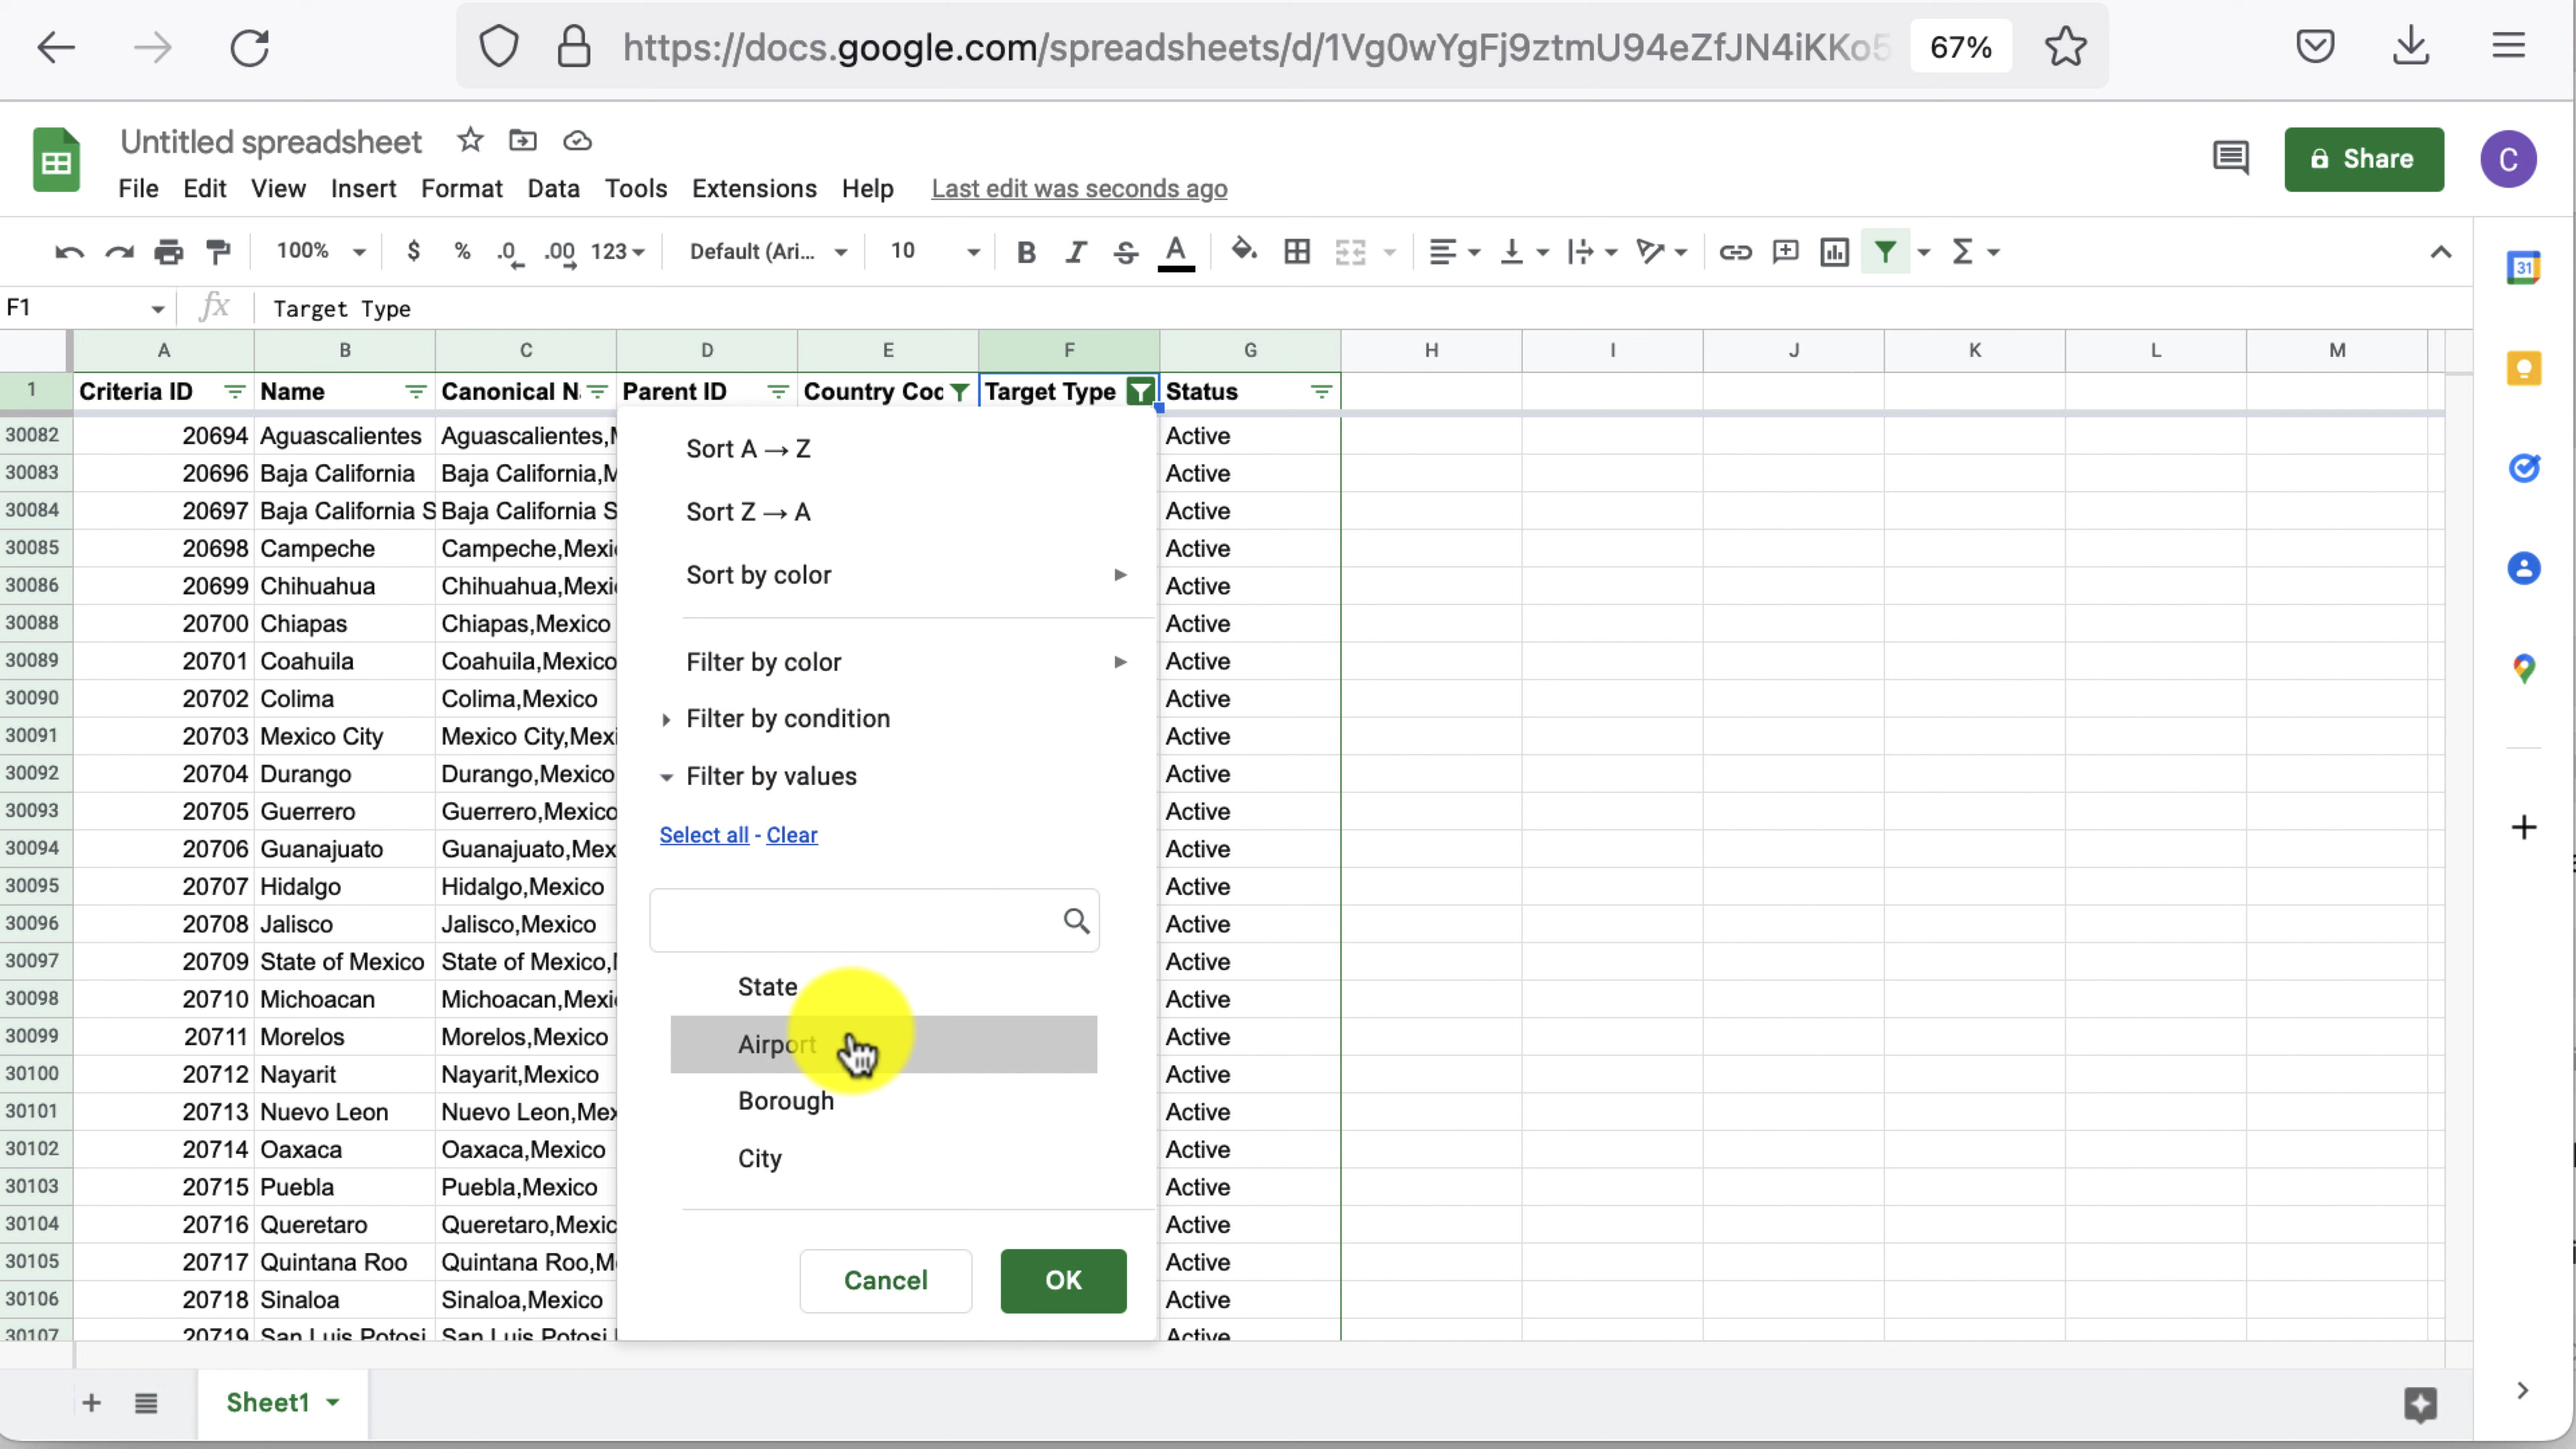 https://docs.google.com/spreadsheets/d/1Vg0wYgFj9ztmU94eZfJN4iKKo5 67%
Untitled spreadsheet
File Edit View Insert Format Data Tools Extensions Help Last edit was seconds ago
Share C
100% $ % .0 .00 123 Default (Ari... 10 B I S A Σ 31
F1 fx Target Type
A B C D E F G H I J K L M
1 Criteria ID Name Canonical N Parent ID Country Coc Target Type Status
30082 20694 Aguascalientes Aguascalientes, Active
30083 20696 Baja California Baja California,M Active
30084 20697 Baja California S Baja California S Active
30085 20698 Campeche Campeche,Mexi Active
30086 20699 Chihuahua Chihuahua,Mexi Active
30088 20700 Chiapas Chiapas,Mexico Active
30089 20701 Coahuila Coahuila,Mexico Active
30090 20702 Colima Colima,Mexico Active
30091 20703 Mexico City Mexico City,Mexi Active
30092 20704 Durango Durango,Mexico Active
30093 20705 Guerrero Guerrero,Mexico Active
30094 20706 Guanajuato Guanajuato,Mex Active
30095 20707 Hidalgo Hidalgo,Mexico Active
30096 20708 Jalisco Jalisco,Mexico Active
30097 20709 State of Mexico State of Mexico, Active
30098 20710 Michoacan Michoacan,Mexi Active
30099 20711 Morelos Morelos,Mexico Active
30100 20712 Nayarit Nayarit,Mexico Active
30101 20713 Nuevo Leon Nuevo Leon,Mex Active
30102 20714 Oaxaca Oaxaca,Mexico Active
30103 20715 Puebla Puebla,Mexico Active
30104 20716 Queretaro Queretaro,Mexic Active
30105 20717 Quintana Roo Quintana Roo,M Active
30106 20718 Sinaloa Sinaloa,Mexico Active
30107 20719 San Luis Potosi San Luis Potosi Active
Sort A → Z
Sort Z → A
Sort by color
Filter by color
Filter by condition
Filter by values
Select all - Clear
State
Airport
Borough
City
Cancel OK
Sheet1